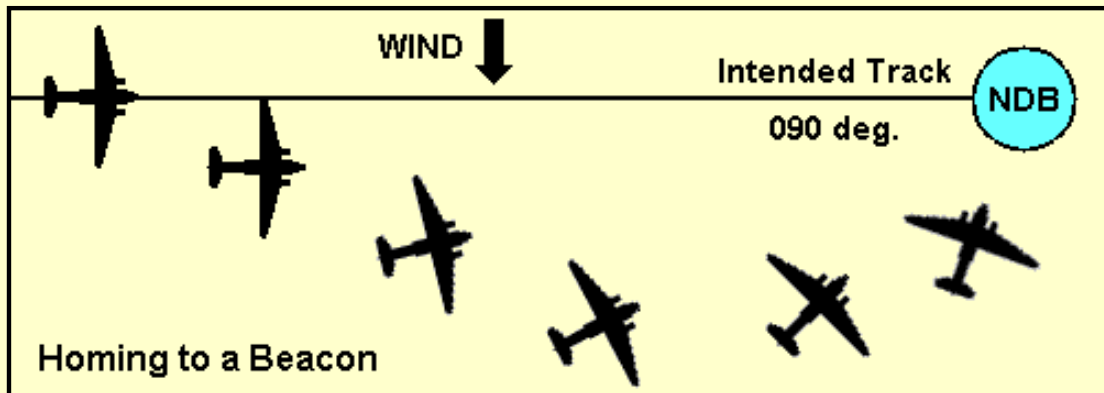 WIND
Intended Track
NDB
090 deg.
Homing to a Beacon